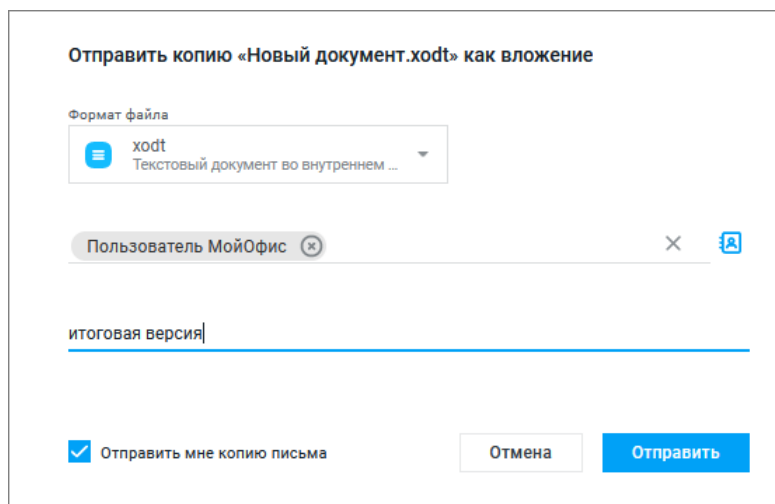 Отправить копию «Новый документ.xodt» как вложение
Формат файла
xodt
Текстовый документ во внутреннем ...
Пользователь МойОфис
итоговая версия
Отправить мне копию письма
Отмена
Отправить